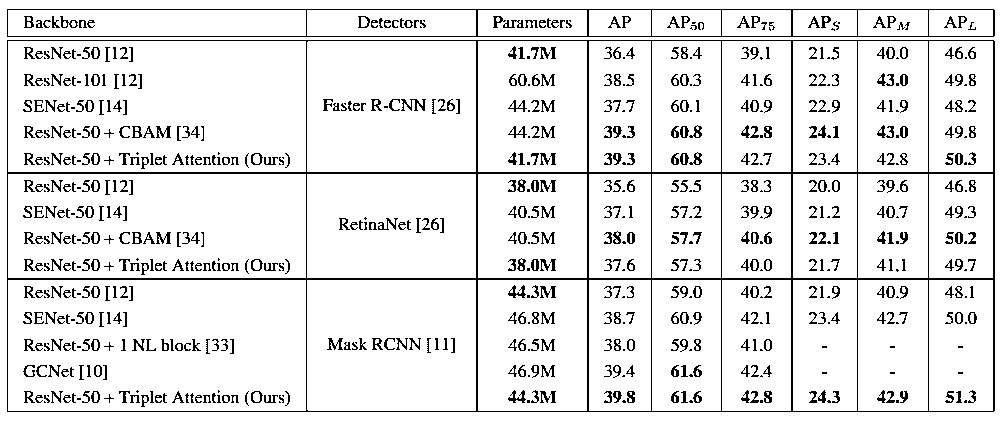 Backbone Detectors Parameters AP AP50 AP75 APS APM APL
ResNet-50 [12] 41.7M 36.4 58.4 39.1 21.5 40.0 46.6
ResNet-101 [12] 60.6M 38.5 60.3 41.6 22.3 43.0 49.8
SENet-50 [14] Faster R-CNN [26] 44.2M 37.7 60.1 40.9 22.9 41.9 48.2
ResNet-50 + CBAM [34] 44.2M 39.3 60.8 42.8 24.1 43.0 49.8
ResNet-50 + Triplet Attention (Ours) 41.7M 39.3 60.8 42.7 23.4 42.8 50.3
ResNet-50 [12] 38.0M 35.6 55.5 38.3 20.0 39.6 46.8
SENet-50 [14] RetinaNet [26] 40.5M 37.1 57.2 39.9 21.2 40.7 49.3
ResNet-50 + CBAM [34] 40.5M 38.0 57.7 40.6 22.1 41.9 50.2
ResNet-50 + Triplet Attention (Ours) 38.0M 37.6 57.3 40.0 21.7 41.1 49.7
ResNet-50 [12] 44.3M 37.3 59.0 40.2 21.9 40.9 48.1
SENet-50 [14] 46.8M 38.7 60.9 42.1 23.4 42.7 50.0
ResNet-50 + 1 NL block [33] Mask RCNN [11] 46.5M 38.0 59.8 41.0 - - -
GCNet [10] 46.9M 39.4 61.6 42.4 - - -
ResNet-50 + Triplet Attention (Ours) 44.3M 39.8 61.6 42.8 24.3 42.9 51.3